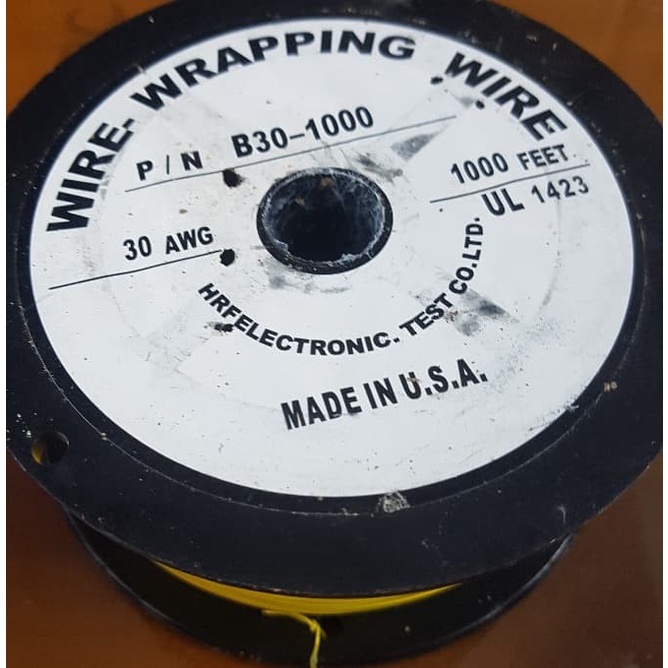 WIRE-WRAPPING WIRE
P/N B30-1000
1000 FEET
UL 1423
30 AWG
HRFELECTRONIC. TEST CO.LTD.
MADE IN U.S.A.